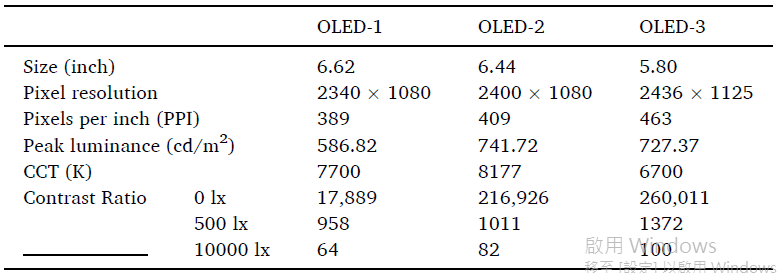 OLED-1 OLED-2 OLED-3
Size (inch) 6.62 6.44 5.80
Pixel resolution 2340 × 1080 2400 × 1080 2436 × 1125
Pixels per inch (PPI) 389 409 463
Peak luminance (cd/m²) 586.82 741.72 727.37
CCT (K) 7700 8177 6700
Contrast Ratio 0 lx 17,889 216,926 260,011
500 lx 958 1011 1372
10000 lx 64 82 100
啟用 Windows
移至 [設定] 以啟用 Windows